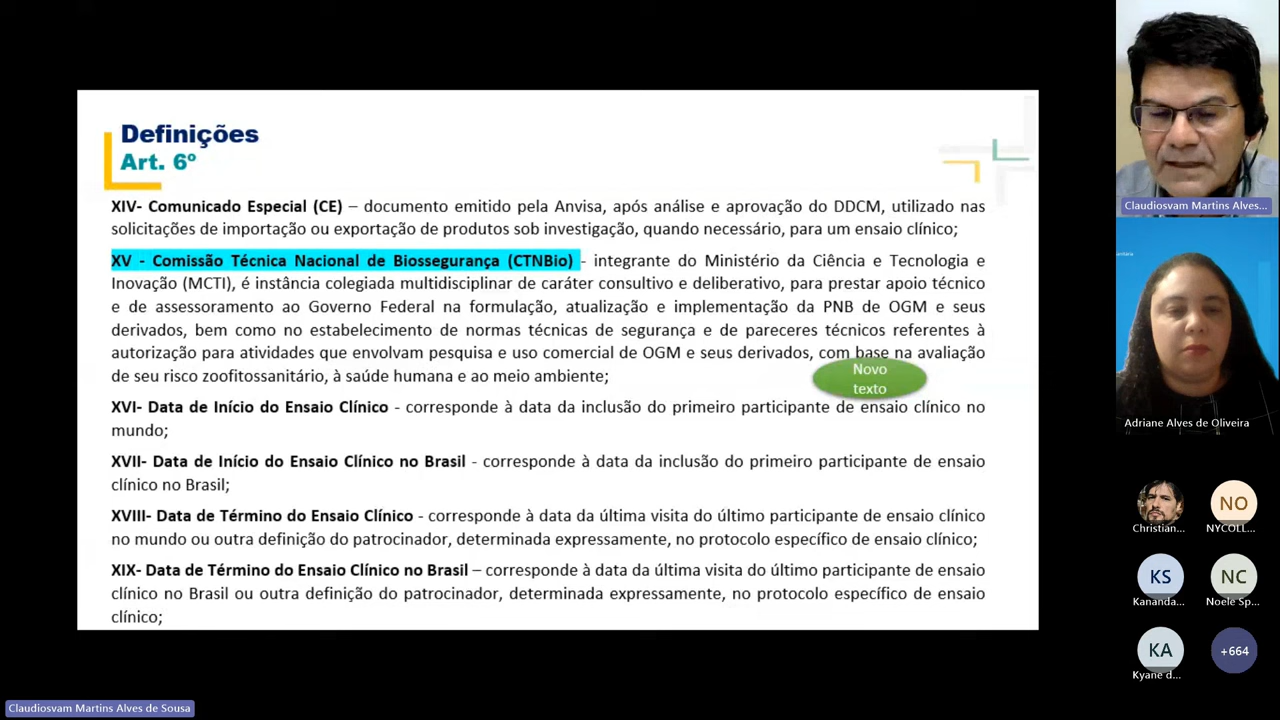 Definições
Art. 6º
XIV- Comunicado Especial (CE) – documento emitido pela Anvisa, após análise e aprovação do DDCM, utilizado nas
solicitações de importação ou exportação de produtos sob investigação, quando necessário, para um ensaio clínico;
XV - Comissão Técnica Nacional de Biossegurança (CTNBio) - integrante do Ministério da Ciência e Tecnologia e
Inovação (MCTI), é instância colegiada multidisciplinar de caráter consultivo e deliberativo, para prestar apoio técnico
e de assessoramento ao Governo Federal na formulação, atualização e implementação da PNB de OGM e seus
derivados, bem como no estabelecimento de normas técnicas de segurança e de pareceres técnicos referentes à
autorização para atividades que envolvam pesquisa e uso comercial de OGM e seus derivados, com base na avaliação
de seu risco zoofitossanitário, à saúde humana e ao meio ambiente;
Novo
texto
XVI- Data de Início do Ensaio Clínico - corresponde à data da inclusão do primeiro participante de ensaio clínico no
mundo;
XVII- Data de Início do Ensaio Clínico no Brasil - corresponde à data da inclusão do primeiro participante de ensaio
clínico no Brasil;
XVIII- Data de Término do Ensaio Clínico - corresponde à data da última visita do último participante de ensaio clínico
no mundo ou outra definição do patrocinador, determinada expressamente, no protocolo específico de ensaio clínico;
XIX- Data de Término do Ensaio Clínico no Brasil – corresponde à data da última visita do último participante de ensaio
clínico no Brasil ou outra definição do patrocinador, determinada expressamente, no protocolo específico de ensaio
clínico;
Claudiosvam Martins Alves...
Adriane Alves de Oliveira
Christian...
NO
NYCOLL...
KS
Kananda...
NC
Noele Sp...
KA
Kyane d...
+664
Claudiosvam Martins Alves de Sousa